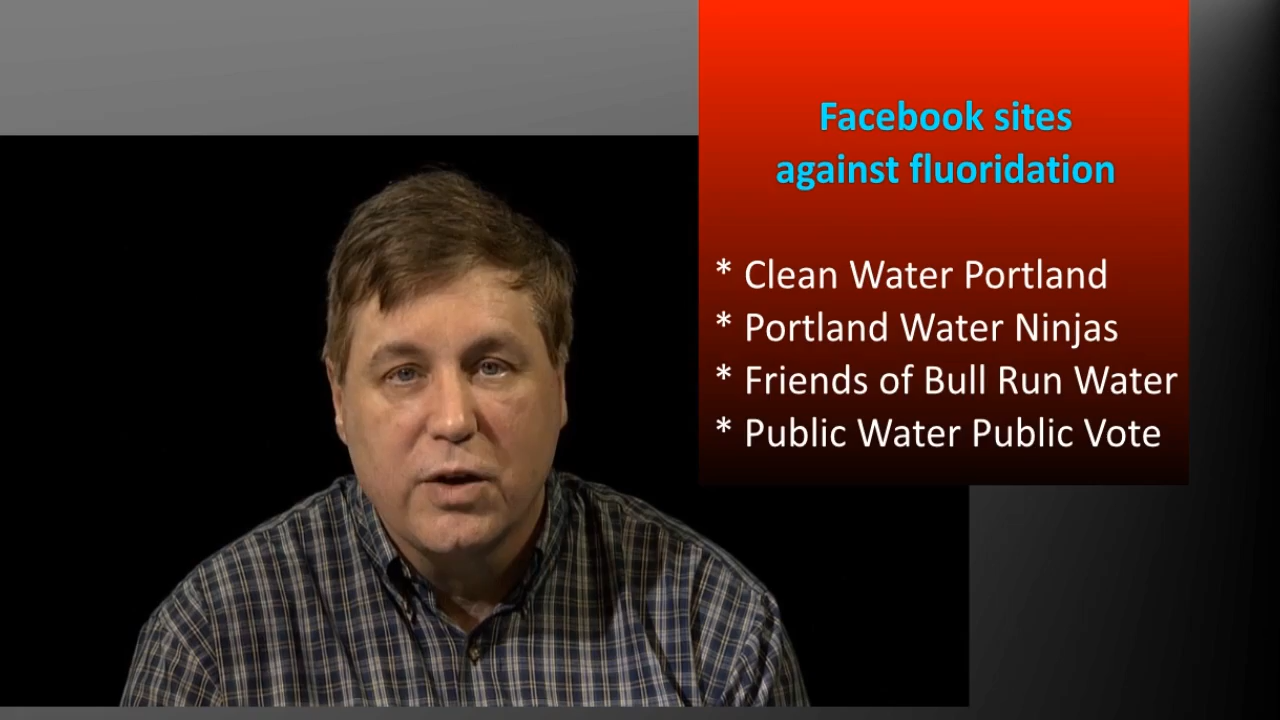 Facebook sites
against fluoridation
* Clean Water Portland
* Portland Water Ninjas
* Friends of Bull Run Water
* Public Water Public Vote